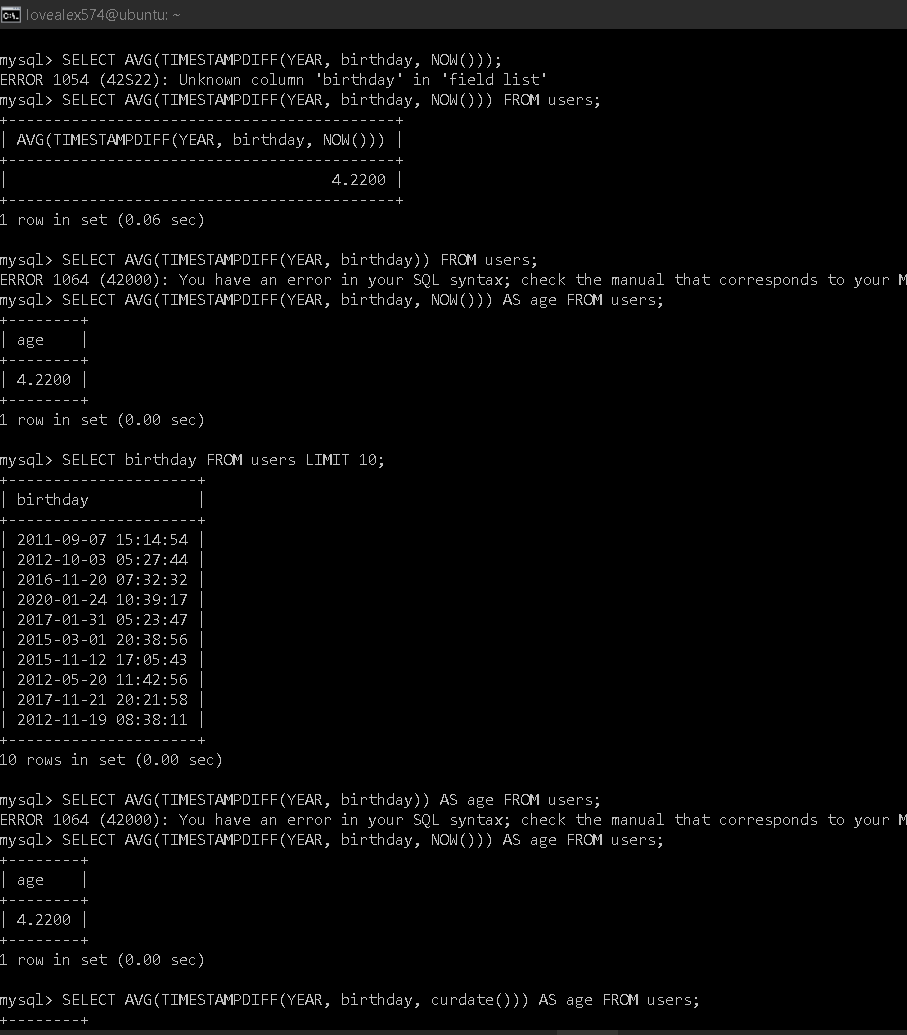 lovealex574@ubuntu: ~
mysql> SELECT AVG(TIMESTAMPDIFF(YEAR, birthday, NOW()));
ERROR 1054 (42S22): Unknown column 'birthday' in 'field list'
mysql> SELECT AVG(TIMESTAMPDIFF(YEAR, birthday, NOW())) FROM users;
+-------------------------------------------+
| AVG(TIMESTAMPDIFF(YEAR, birthday, NOW())) |
+-------------------------------------------+
|                                    4.2200 |
+-------------------------------------------+
1 row in set (0.06 sec)
mysql> SELECT AVG(TIMESTAMPDIFF(YEAR, birthday)) FROM users;
ERROR 1064 (42000): You have an error in your SQL syntax; check the manual that corresponds to your M
mysql> SELECT AVG(TIMESTAMPDIFF(YEAR, birthday, NOW())) AS age FROM users;
+--------+
| age    |
+--------+
| 4.2200 |
+--------+
1 row in set (0.00 sec)
mysql> SELECT birthday FROM users LIMIT 10;
+---------------------+
| birthday            |
+---------------------+
| 2011-09-07 15:14:54 |
| 2012-10-03 05:27:44 |
| 2016-11-20 07:32:32 |
| 2020-01-24 10:39:17 |
| 2017-01-31 05:23:47 |
| 2015-03-01 20:38:56 |
| 2015-11-12 17:05:43 |
| 2012-05-20 11:42:56 |
| 2017-11-21 20:21:58 |
| 2012-11-19 08:38:11 |
+---------------------+
10 rows in set (0.00 sec)
mysql> SELECT AVG(TIMESTAMPDIFF(YEAR, birthday)) AS age FROM users;
ERROR 1064 (42000): You have an error in your SQL syntax; check the manual that corresponds to your M
mysql> SELECT AVG(TIMESTAMPDIFF(YEAR, birthday, NOW())) AS age FROM users;
+--------+
| age    |
+--------+
| 4.2200 |
+--------+
1 row in set (0.00 sec)
mysql> SELECT AVG(TIMESTAMPDIFF(YEAR, birthday, curdate())) AS age FROM users;
+--------+